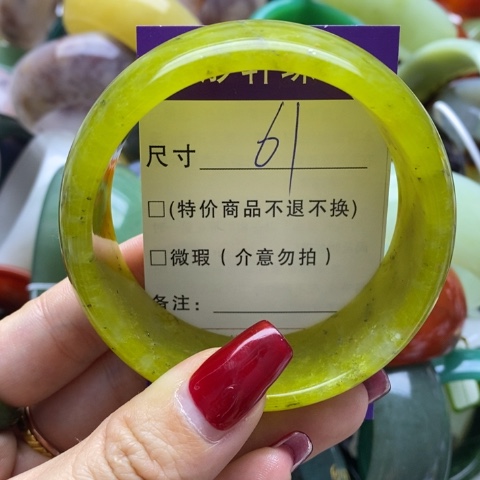 尺寸 61
□(特价商品不退不换)
□微瑕(介意勿拍)
备注: